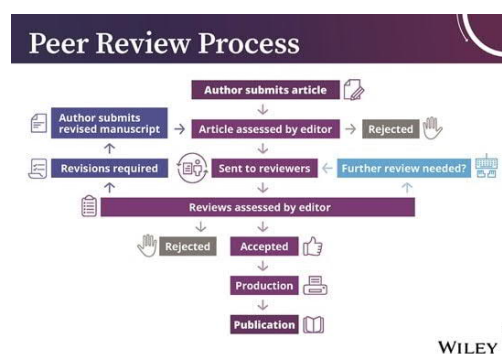 Peer Review Process
Author submits article
Author submits
revised manuscript
Article assessed by editor
Rejected
Revisions required
Sent to reviewers
Further review needed?
Reviews assessed by editor
Rejected
Accepted
Production
Publication
WILEY